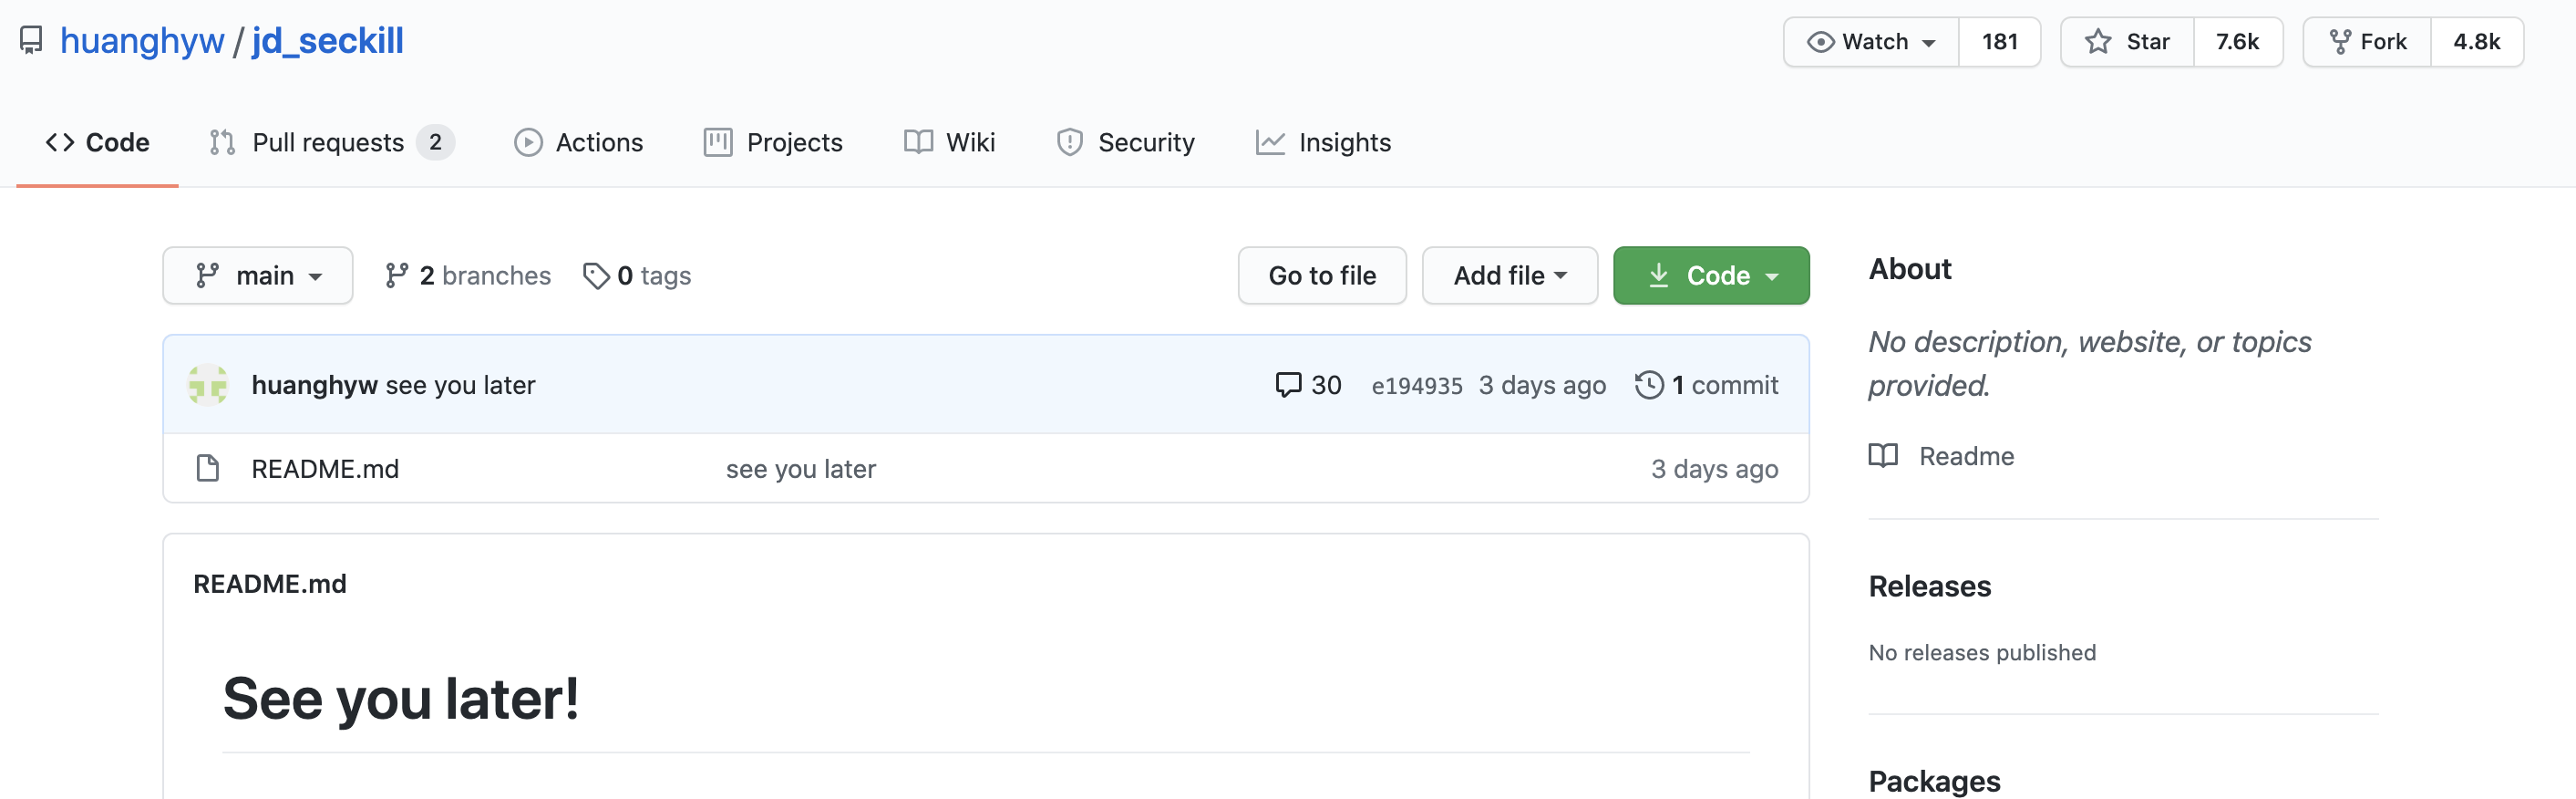 huanghyw / jd_seckill
Watch 181 Star 7.6k Fork 4.8k
Code Pull requests 2 Actions Projects Wiki Security Insights
main 2 branches 0 tags Go to file Add file Code
huanghyw see you later 30 e194935 3 days ago 1 commit
README.md see you later 3 days ago
README.md
See you later!
About
No description, website, or topics
provided.
Readme
Releases
No releases published
Packages